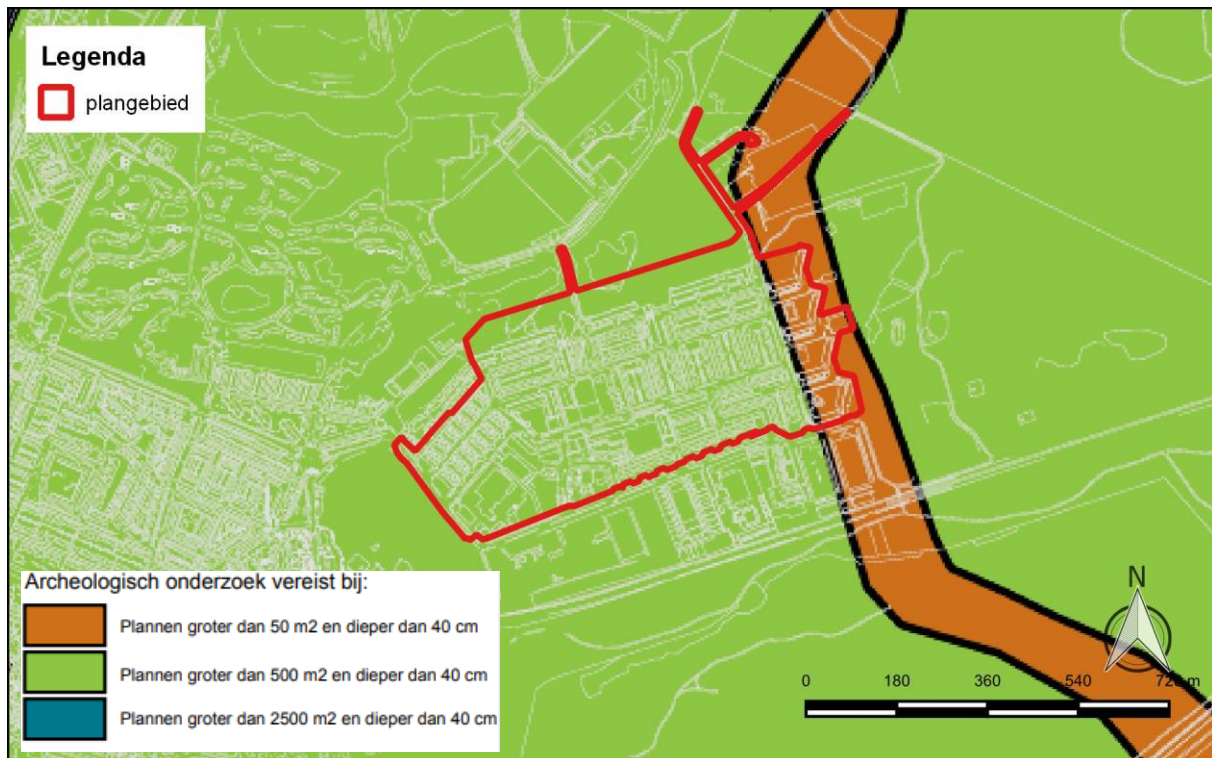 Legenda
plangebied
Archeologisch onderzoek vereist bij:
Plannen groter dan 50 m2 en dieper dan 40 cm
Plannen groter dan 500 m2 en dieper dan 40 cm
Plannen groter dan 2500 m2 en dieper dan 40 cm
N
0 180 360 540 720 m